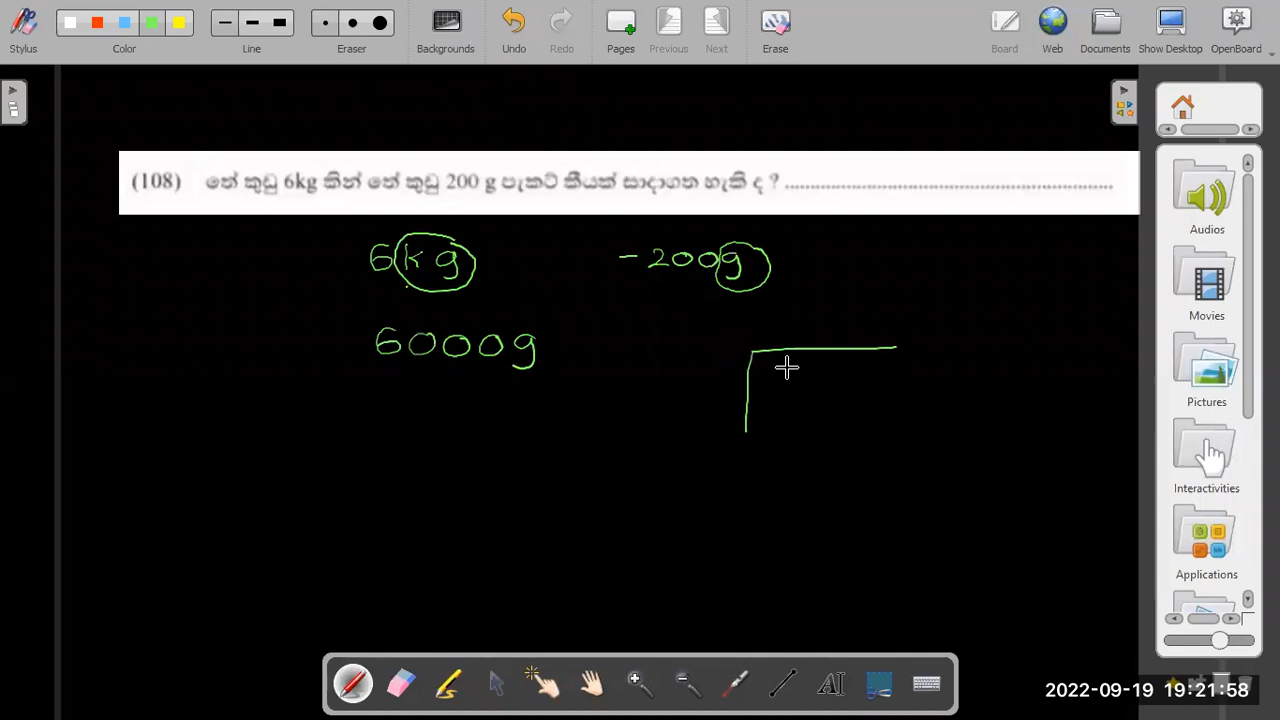 Stylus Color Line Eraser Backgrounds Undo Redo Pages Previous Next Erase Board Web Documents Show Desktop OpenBoard
(108) තේ කුඩු 6kg කින් තේ කුඩු 200 g පැකට් කීයක් සාදාගත හැකි ද ? ..........................................................................
6kg -200g
6000g
Audios
Movies
Pictures
Interactivities
Applications
2022-09-19 19:21:58